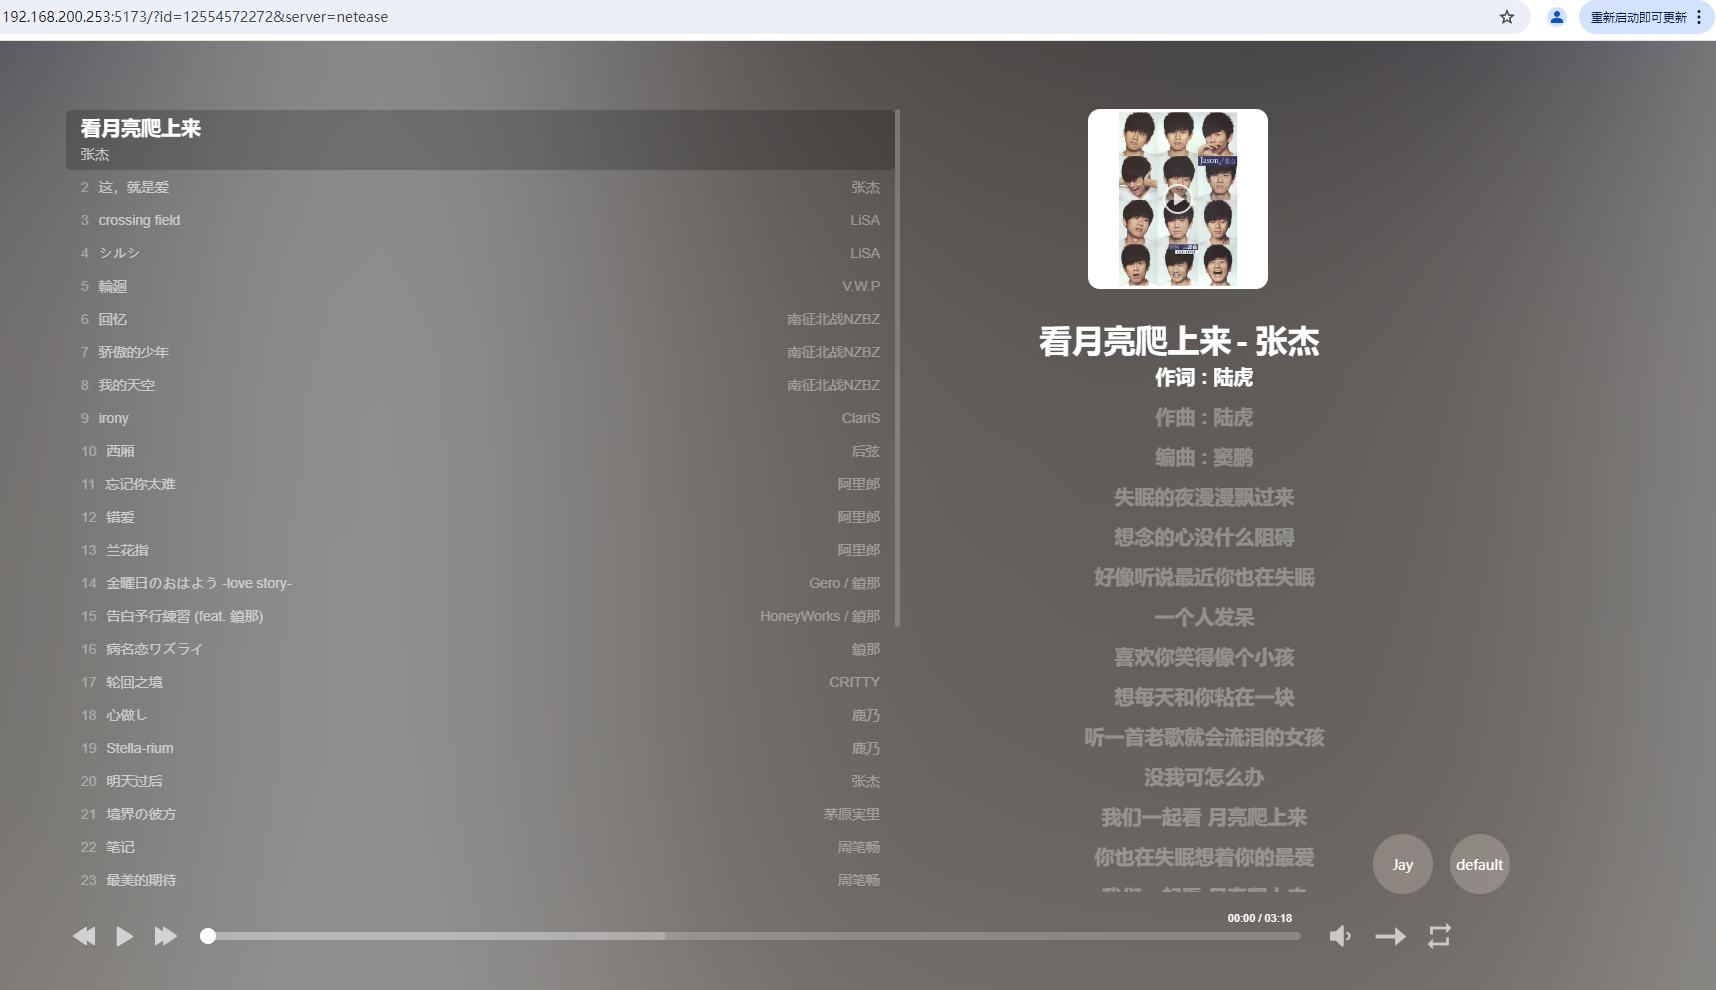 192.168.200.253:5173/?id=12554572272&server=netease
重新启动即可更新
看月亮爬上来
张杰
2 这，就是爱 张杰
3 crossing field LiSA
4 シルシ LiSA
5 輪廻 V.W.P
6 回忆 南征北战NZBZ
7 骄傲的少年 南征北战NZBZ
8 我的天空 南征北战NZBZ
9 irony ClariS
10 西厢 后弦
11 忘记你太难 阿里郎
12 错爱 阿里郎
13 兰花指 阿里郎
14 金曜日のおはよう -love story- Gero / 鎖那
15 告白予行練習 (feat. 鎖那) HoneyWorks / 鎖那
16 病名恋ワズライ 鎖那
17 轮回之境 CRITTY
18 心做し 鹿乃
19 Stella-rium 鹿乃
20 明天过后 张杰
21 境界の彼方 茅原実里
22 笔记 周笔畅
23 最美的期待 周笔畅
Jason/张杰
看月亮爬上来 - 张杰
作词 : 陆虎
作曲 : 陆虎
编曲 : 窦鹏
失眠的夜漫漫飘过来
想念的心没什么阻碍
好像听说最近你也在失眠
一个人发呆
喜欢你笑得像个小孩
想每天和你粘在一块
听一首老歌就会流泪的女孩
没我可怎么办
我们一起看 月亮爬上来
你也在失眠想着你的最爱
我们一起看 月亮爬上来
Jay
default
00:00 / 03:18